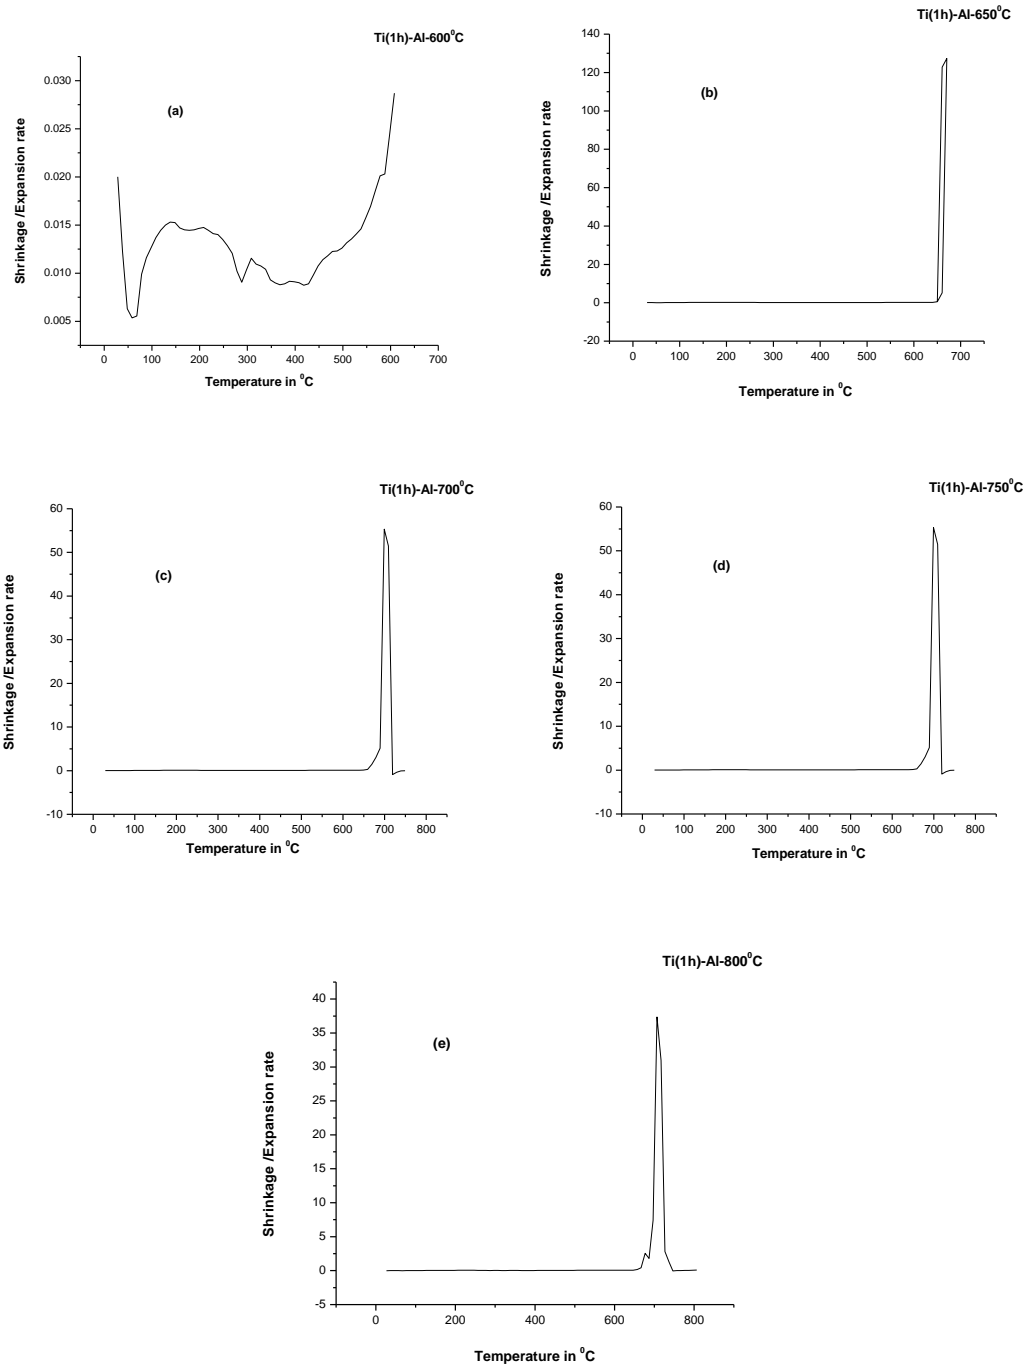 Ti(1h)-Al-600⁰C
(a)
Shrinkage /Expansion rate
0.030
0.025
0.020
0.015
0.010
0.005
0 100 200 300 400 500 600 700
Temperature in ⁰C
Ti(1h)-Al-650⁰C
(b)
Shrinkage /Expansion rate
140
120
100
80
60
40
20
0
-20
0 100 200 300 400 500 600 700
Temperature in ⁰C
Ti(1h)-Al-700⁰C
(c)
Shrinkage /Expansion rate
60
50
40
30
20
10
0
-10
0 100 200 300 400 500 600 700 800
Temperature in ⁰C
Ti(1h)-Al-750⁰C
(d)
Shrinkage /Expansion rate
60
50
40
30
20
10
0
-10
0 100 200 300 400 500 600 700 800
Temperature in ⁰C
Ti(1h)-Al-800⁰C
(e)
Shrinkage /Expansion rate
40
35
30
25
20
15
10
5
0
-5
0 200 400 600 800
Temperature in ⁰C